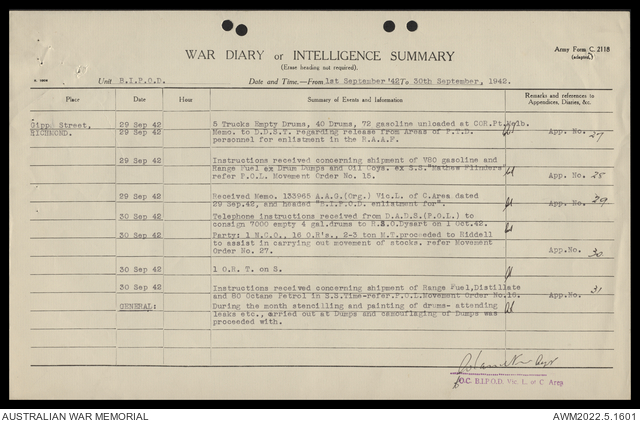 Army Form C. 2118
(adapted)
WAR DIARY or INTELLIGENCE SUMMARY
(Erase heading not required).
Unit B.I.P.O.D. Date and Time.—From 1st September '42 To 30th September, 1942.
Place Date Hour Summary of Events and Information Remarks and references to Appendices, Diaries, &c.
Gipps Street, 29 Sep 42 5 Trucks Empty Drums, 40 Drums, 72 gasoline unloaded at COR.Pt.Melb.
RICHMOND. 29 Sep 42 Memo. to D.D.S.T. regarding release from Areas of P.T.D. App. No. 27
personnel for enlistment in the R.A.A.F.
29 Sep 42 Instructions received concerning shipment of V80 gasoline and
Range Fuel ex Drum Dumps and Oil Coys. ex S.S."Mathew Flinders"
refer P.O.L. Movement Order No. 15. App. No. 28
29 Sep 42 Received Memo. 133965 A.A.G.(Org.) Vic.L. of C.Area dated App. No. 29
29 Sep.42, and headed "B.I.P.O.D. enlistment for".
30 Sep 42 Telephone instructions received from D.A.D.S.(P.O.L.) to
consign 7000 empty 4 gal.drums to R.S.O.Dysart on 1 Oct.42.
30 Sep 42 Party: 1 N.C.O., 16 O.R's., 2-3 ton M.T.proceeded to Riddell
to assist in carrying out movement of stocks. refer Movement
Order No. 27. App.No. 30
30 Sep 42 1 O.R. T. on S.
30 Sep 42 Instructions received concerning shipment of Range Fuel,Distillate App.No. 31
and 80 Octane Petrol in S.S.Time-refer.P.O.L.Movement Order No.16.
GENERAL: During the month stencilling and painting of drums- attending
leaks etc., carried out at Dumps and camouflaging of Dumps was
proceeded with.
O.C. B.I.P.O.D. Vic. L. of C. Area
AUSTRALIAN WAR MEMORIAL AWM2022.5.1601